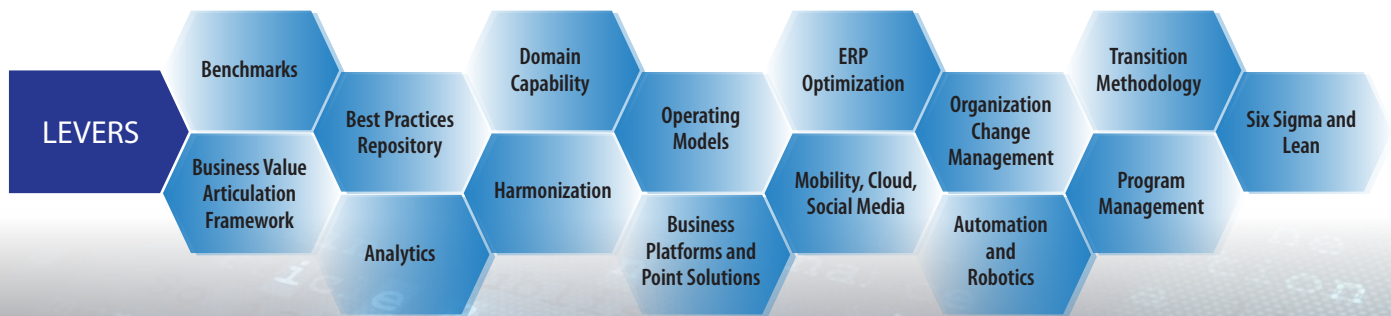 LEVERS
Benchmarks
Business Value
Articulation
Framework
Best Practices
Repository
Analytics
Domain
Capability
Harmonization
Operating
Models
Business
Platforms and
Point Solutions
ERP
Optimization
Mobility, Cloud,
Social Media
Organization
Change
Management
Automation
and
Robotics
Transition
Methodology
Program
Management
Six Sigma and
Lean